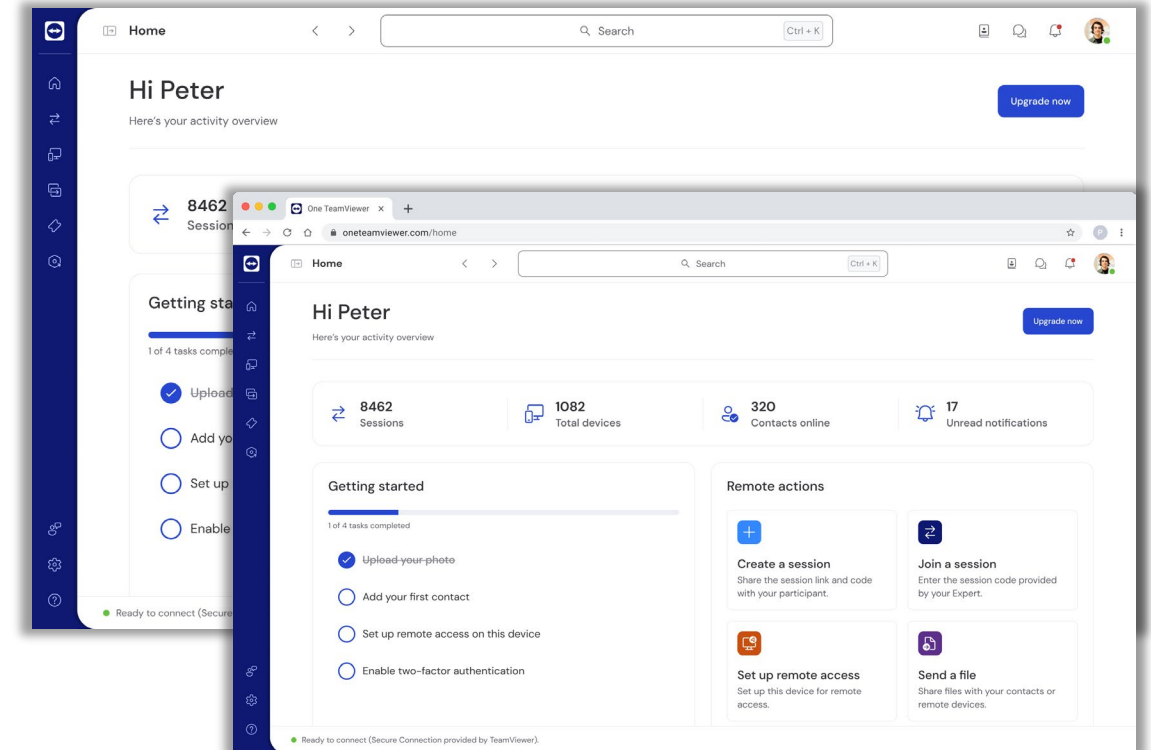 Home
Search
Ctrl + K
Hi Peter
Upgrade now
Here's your activity overview
8462
Session
Getting sta
1 of 4 tasks comple
Upload
Add yo
Set up
Enable
Ready to connect (Secure
One TeamViewer
oneteamviewer.com/home
P
Home
Search
Ctrl + K
Hi Peter
Upgrade now
Here's your activity overview
8462
Sessions
1082
Total devices
320
Contacts online
17
Unread notifications
Getting started
1 of 4 tasks completed
Upload your photo
Add your first contact
Set up remote access on this device
Enable two-factor authentication
Remote actions
Create a session
Share the session link and code
with your participant.
Join a session
Enter the session code provided
by your Expert.
Set up remote access
Set up this device for remote
access.
Send a file
Share files with your contacts or
remote devices.
Ready to connect (Secure Connection provided by TeamViewer).